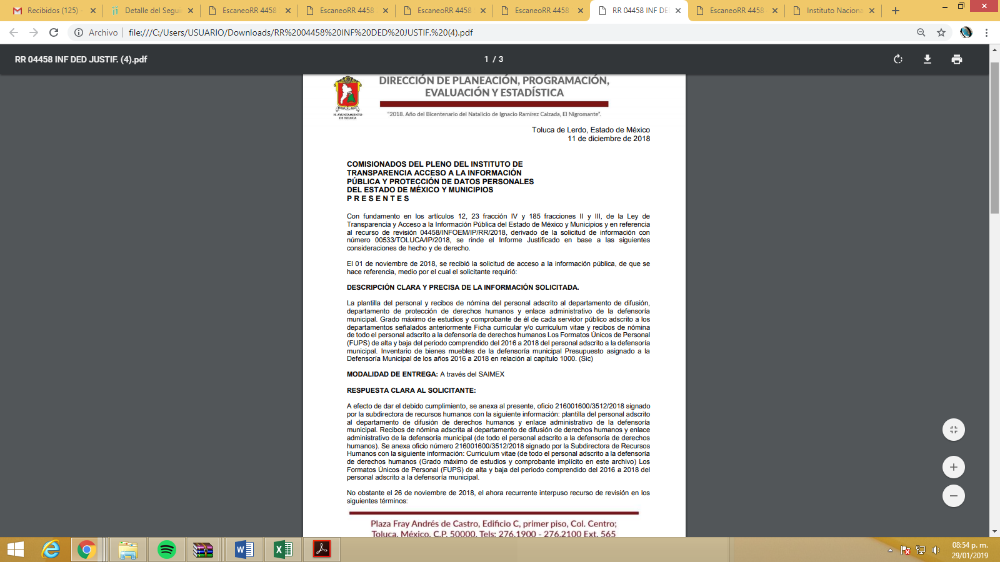 Recibidos (125) -
Detalle del Segui
EscaneoRR 4458
EscaneoRR 4458
EscaneoRR 4458
EscaneoRR 4458
RR 04458 INF DE
EscaneoRR 4458
Instituto Naciona
Archivo | file:///C:/Users/USUARIO/Downloads/RR%2004458%20INF%20DED%20JUSTIF.%20(4).pdf
RR 04458 INF DED JUSTIF. (4).pdf
1 / 3
DIRECCIÓN DE PLANEACIÓN, PROGRAMACIÓN,
EVALUACIÓN Y ESTADÍSTICA
H. AYUNTAMIENTO
DE TOLUCA
"2018. Año del Bicentenario del Natalicio de Ignacio Ramírez Calzada, El Nigromante".
Toluca de Lerdo, Estado de México
11 de diciembre de 2018
COMISIONADOS DEL PLENO DEL INSTITUTO DE
TRANSPARENCIA ACCESO A LA INFORMACIÓN
PÚBLICA Y PROTECCIÓN DE DATOS PERSONALES
DEL ESTADO DE MÉXICO Y MUNICIPIOS
P R E S E N T E S
Con fundamento en los artículos 12, 23 fracción IV y 185 fracciones II y III, de la Ley de
Transparencia y Acceso a la Información Pública del Estado de México y Municipios y en referencia
al recurso de revisión 04458/INFOEM/IP/RR/2018, derivado de la solicitud de información con
número 00533/TOLUCA/IP/2018, se rinde el Informe Justificado en base a las siguientes
consideraciones de hecho y de derecho.
El 01 de noviembre de 2018, se recibió la solicitud de acceso a la información pública, de que se
hace referencia, medio por el cual el solicitante requirió:
DESCRIPCIÓN CLARA Y PRECISA DE LA INFORMACIÓN SOLICITADA.
La plantilla del personal y recibos de nómina del personal adscrito al departamento de difusión,
departamento de protección de derechos humanos y enlace administrativo de la defensoría
municipal. Grado máximo de estudios y comprobante de él de cada servidor público adscrito a los
departamentos señalados anteriormente Ficha curricular y/o curriculum vitae y recibos de nómina
de todo el personal adscrito a la defensoría de derechos humanos Los Formatos Únicos de Personal
(FUPS) de alta y baja del periodo comprendido del 2016 a 2018 del personal adscrito a la defensoría
municipal. Inventario de bienes muebles de la defensoría municipal Presupuesto asignado a la
Defensoría Municipal de los años 2016 a 2018 en relación al capítulo 1000. (Sic)
MODALIDAD DE ENTREGA: A través del SAIMEX
RESPUESTA CLARA AL SOLICITANTE:
A efecto de dar el debido cumplimiento, se anexa al presente, oficio 216001600/3512/2018 signado
por la subdirectora de recursos humanos con la siguiente información: plantilla del personal adscrito
al departamento de difusión de derechos humanos y enlace administrativo de la defensoría
municipal. Recibos de nómina adscrita al departamento de difusión de derechos humanos y enlace
administrativo de la defensoría municipal (de todo el personal adscrito a la defensoría de derechos
humanos). Se anexa oficio número 216001600/3512/2018 signado por la Subdirectora de Recursos
Humanos con la siguiente información: Curriculum vitae (de todo el personal adscrito a la defensoría
de derechos humanos (Grado máximo de estudios y comprobante implícito en este archivo) Los
Formatos Únicos de Personal (FUPS) de alta y baja del periodo comprendido del 2016 a 2018 del
personal adscrito a la defensoría municipal.
No obstante el 26 de noviembre de 2018, el ahora recurrente interpuso recurso de revisión en los
siguientes términos:
Plaza Fray Andrés de Castro, Edificio C, primer piso, Col. Centro;
Toluca, México. C.P. 50000. Tels: 276.1900 - 276.2100 Ext. 565
08:54 p. m.
29/01/2019